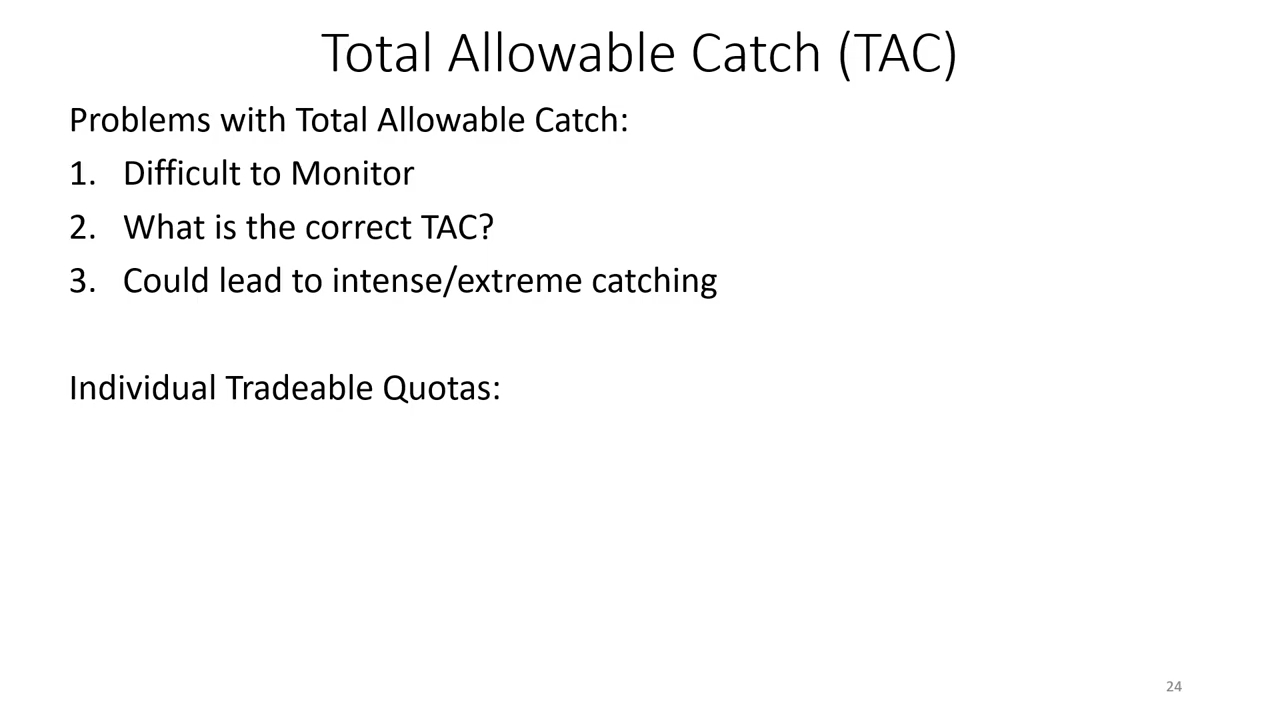 Total Allowable Catch (TAC)
Problems with Total Allowable Catch:
1. Difficult to Monitor
2. What is the correct TAC?
3. Could lead to intense/extreme catching
Individual Tradeable Quotas:
24